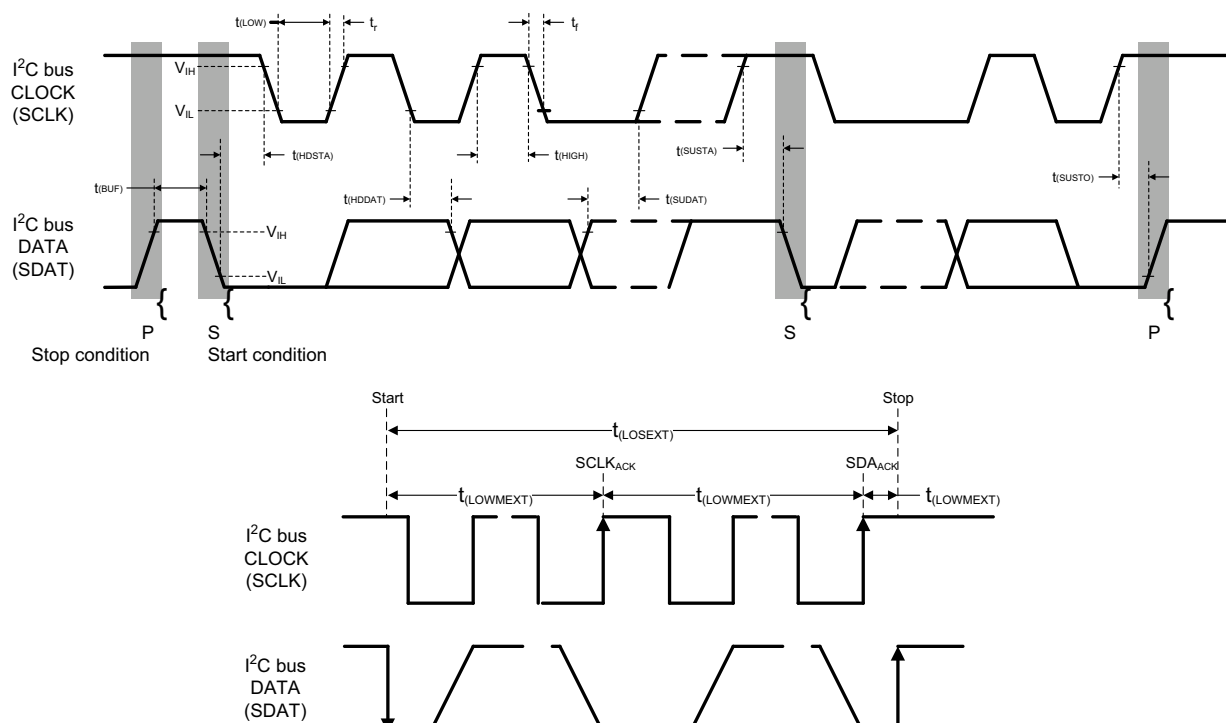 t(LOW)
tr
tf
I2C bus
CLOCK
(SCLK)
VIH
VIL
t(HDSTA)
t(HIGH)
t(SUSTA)
t(SUSTO)
t(BUF)
t(HDDAT)
t(SUDAT)
I2C bus
DATA
(SDAT)
VIH
VIL
{ { { {
P S S P
Stop condition Start condition
Start Stop
t(LOSEXT)
SCLKACK SDAACK
t(LOWMEXT) t(LOWMEXT) t(LOWMEXT)
I2C bus
CLOCK
(SCLK)
I2C bus
DATA
(SDAT)